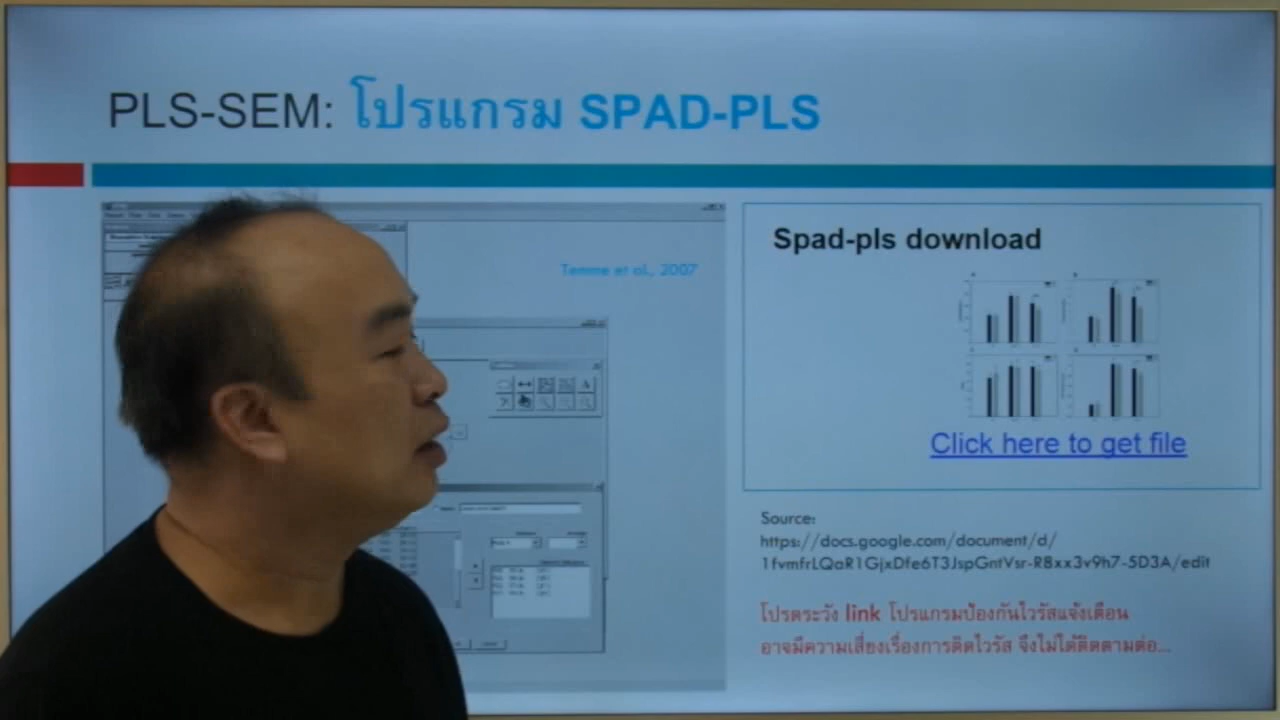 PLS-SEM: โปรแกรม SPAD-PLS
Temme et al., 2007
Spad-pls download
Click here to get file
Source:
https://docs.google.com/document/d/
1fvmfrLQaR1GjxDfe6T3JspGntVsr-R8xx3v9h7-5D3A/edit
โปรดระวัง link โปรแกรมป้องกันไวรัสแจ้งเตือน
อาจมีความเสี่ยงเรื่องการติดไวรัส จึงไม่ได้ติดตามต่อ...